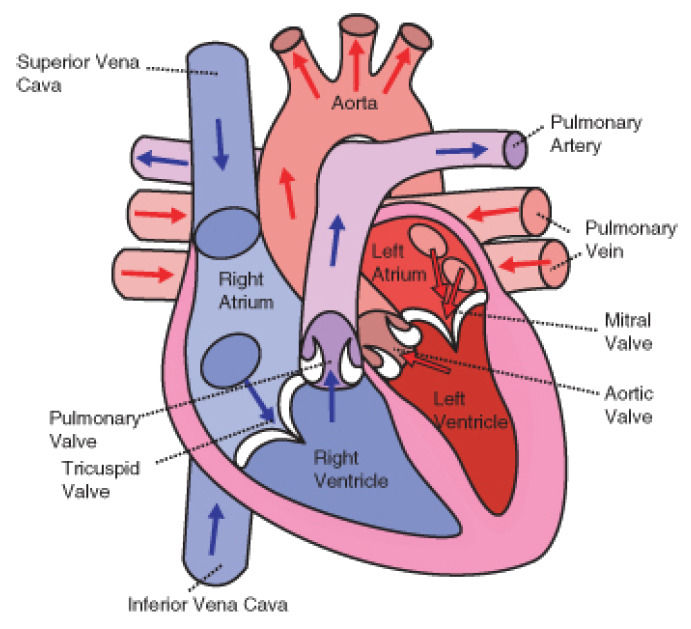 Superior Vena
Cava
Aorta
Pulmonary
Artery
Pulmonary
Vein
Left
Atrium
Right
Atrium
Mitral
Valve
Aortic
Valve
Left
Ventricle
Pulmonary
Valve
Tricuspid
Valve
Right
Ventricle
Inferior Vena Cava